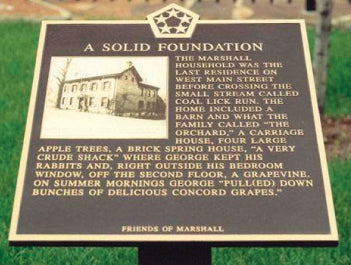 A SOLID FOUNDATION
THE MARSHALL
HOUSEHOLD WAS THE
LAST RESIDENCE ON
WEST MAIN STREET
BEFORE CROSSING THE
SMALL STREAM CALLED
COAL LICK RUN. THE
HOME INCLUDED A
BARN AND WHAT THE
FAMILY CALLED "THE
ORCHARD," A CARRIAGE
HOUSE, FOUR LARGE
APPLE TREES, A BRICK SPRING HOUSE, "A VERY
CRUDE SHACK" WHERE GEORGE KEPT HIS
RABBITS AND, RIGHT OUTSIDE HIS BEDROOM
WINDOW, OFF THE SECOND FLOOR, A GRAPEVINE.
ON SUMMER MORNINGS GEORGE "PULL(ED) DOWN
BUNCHES OF DELICIOUS CONCORD GRAPES."
FRIENDS OF MARSHALL